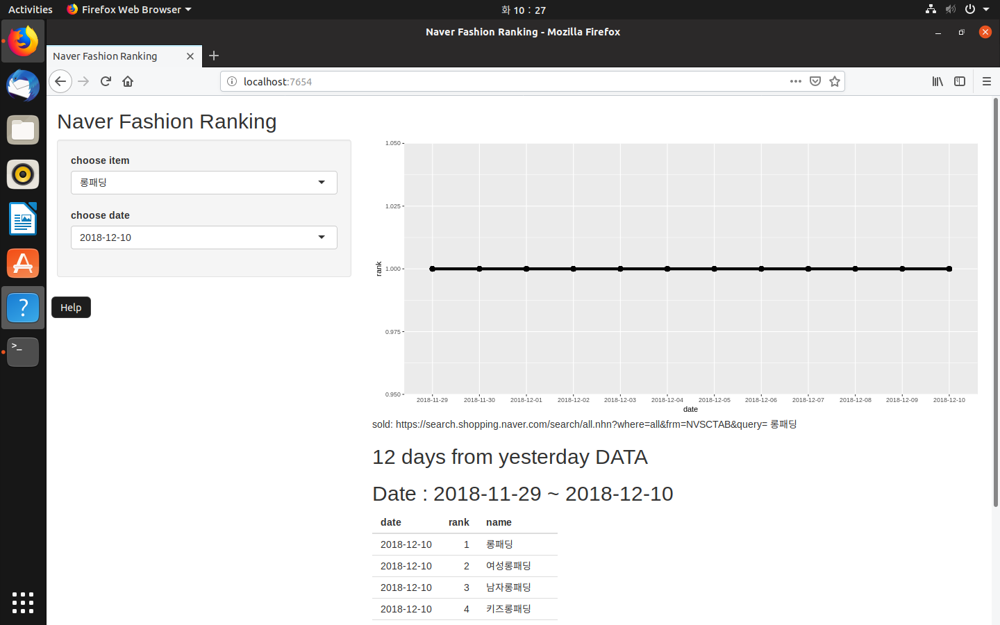 Activities
Firefox Web Browser
화 10 : 27
Naver Fashion Ranking - Mozilla Firefox
Naver Fashion Ranking
localhost:7654
Naver Fashion Ranking
choose item
롱패딩
choose date
2018-12-10
Help
1.050
1.025
1.000
0.975
0.950
rank
2018-11-29 2018-11-30 2018-12-01 2018-12-02 2018-12-03 2018-12-04 2018-12-05 2018-12-06 2018-12-07 2018-12-08 2018-12-09 2018-12-10
date
sold: https://search.shopping.naver.com/search/all.nhn?where=all&frm=NVSCTAB&query= 롱패딩
12 days from yesterday DATA
Date : 2018-11-29 ~ 2018-12-10
date rank name
2018-12-10 1 롱패딩
2018-12-10 2 여성롱패딩
2018-12-10 3 남자롱패딩
2018-12-10 4 키즈롱패딩